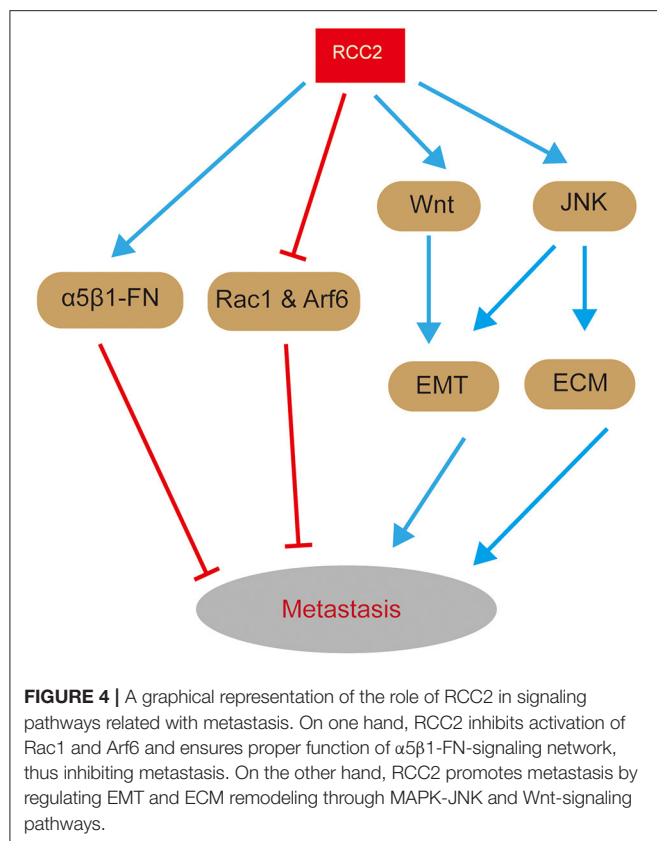 RCC2
Wnt
JNK
α5β1-FN
Rac1 & Arf6
EMT
ECM
Metastasis
FIGURE 4 | A graphical representation of the role of RCC2 in signaling
pathways related with metastasis. On one hand, RCC2 inhibits activation of
Rac1 and Arf6 and ensures proper function of α5β1-FN-signaling network,
thus inhibiting metastasis. On the other hand, RCC2 promotes metastasis by
regulating EMT and ECM remodeling through MAPK-JNK and Wnt-signaling
pathways.